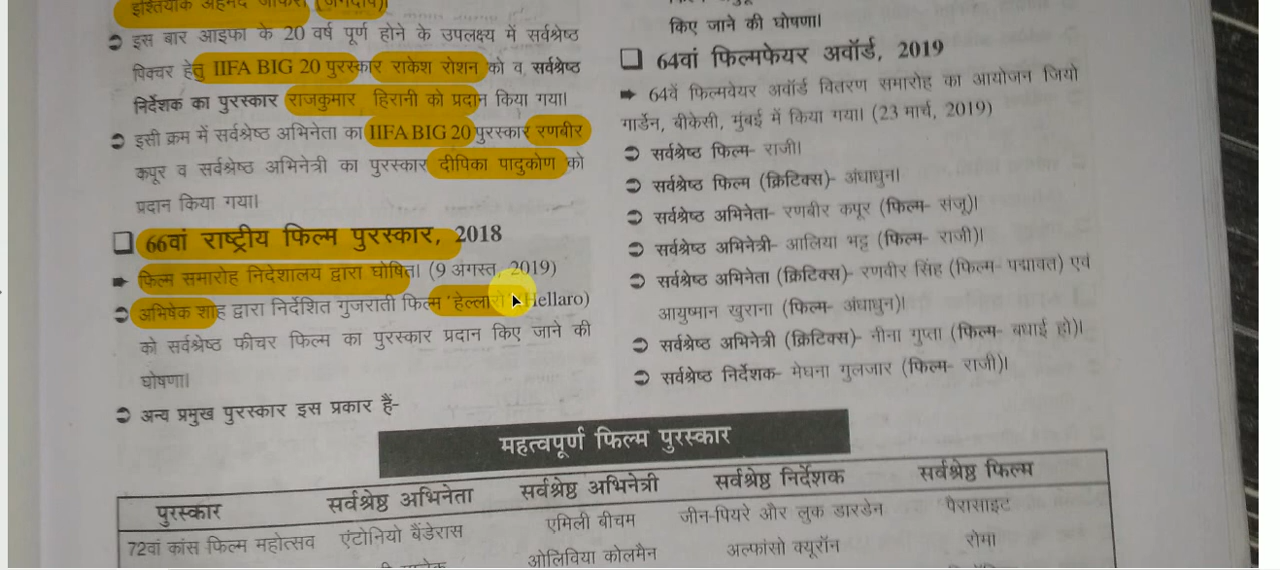 इश्तियाक अहमद जाफरी (जगदीप)।
➲ इस बार आइफा के 20 वर्ष पूर्ण होने के उपलक्ष्य में सर्वश्रेष्ठ
पिक्चर हेतु IIFA BIG 20 पुरस्कार राकेश रोशन को व सर्वश्रेष्ठ
निर्देशक का पुरस्कार राजकुमार हिरानी को प्रदान किया गया।
➲ इसी क्रम में सर्वश्रेष्ठ अभिनेता का IIFA BIG 20 पुरस्कार रणबीर
कपूर व सर्वश्रेष्ठ अभिनेत्री का पुरस्कार दीपिका पादुकोण को
प्रदान किया गया।
❑ 66वां राष्ट्रीय फिल्म पुरस्कार, 2018
➨ फिल्म समारोह निदेशालय द्वारा घोषित। (9 अगस्त, 2019)
➲ अभिषेक शाह द्वारा निर्देशित गुजराती फिल्म 'हेल्लारो' (Hellaro)
को सर्वश्रेष्ठ फीचर फिल्म का पुरस्कार प्रदान किए जाने की
घोषणा।
➲ अन्य प्रमुख पुरस्कार इस प्रकार हैं-
किए जाने की घोषणा।
❑ 64वां फिल्मफेयर अवॉर्ड, 2019
➨ 64वें फिल्मफेयर अवॉर्ड वितरण समारोह का आयोजन जियो
गार्डेन, बीकेसी, मुंबई में किया गया। (23 मार्च, 2019)
➲ सर्वश्रेष्ठ फिल्म- राजी।
➲ सर्वश्रेष्ठ फिल्म (क्रिटिक्स)- अंधाधुन।
➲ सर्वश्रेष्ठ अभिनेता- रणबीर कपूर (फिल्म- संजू)।
➲ सर्वश्रेष्ठ अभिनेत्री- आलिया भट्ट (फिल्म- राजी)।
➲ सर्वश्रेष्ठ अभिनेता (क्रिटिक्स)- रणवीर सिंह (फिल्म- पद्मावत) एवं
आयुष्मान खुराना (फिल्म- अंधाधुन)।
➲ सर्वश्रेष्ठ अभिनेत्री (क्रिटिक्स)- नीना गुप्ता (फिल्म- बधाई हो)।
➲ सर्वश्रेष्ठ निर्देशक- मेघना गुलजार (फिल्म- राजी)।
महत्वपूर्ण फिल्म पुरस्कार
पुरस्कार सर्वश्रेष्ठ अभिनेता सर्वश्रेष्ठ अभिनेत्री सर्वश्रेष्ठ निर्देशक सर्वश्रेष्ठ फिल्म
72वां कांस फिल्म महोत्सव एंटोनियो बैंडेरास एमिली बीचम जीन-पियरे और लुक डारडेन पैरासाइट
ओलिविया कोलमैन अल्फांसो क्यूरॉन रोमा